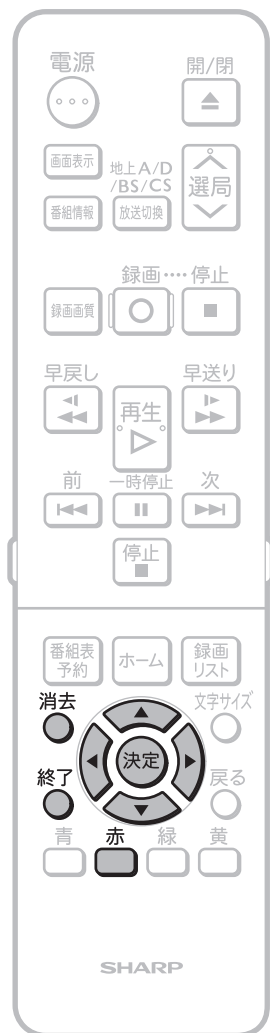 電源
開/閉
画面表示
地上A/D
/BS/CS
選局
番組情報
放送切換
録画‥‥停止
録画画質
早戻し
早送り
再生
前
一時停止
次
停止
番組表
予約
ホーム
録画
リスト
消去
文字サイズ
決定
終了
戻る
青
赤
緑
黄
SHARP